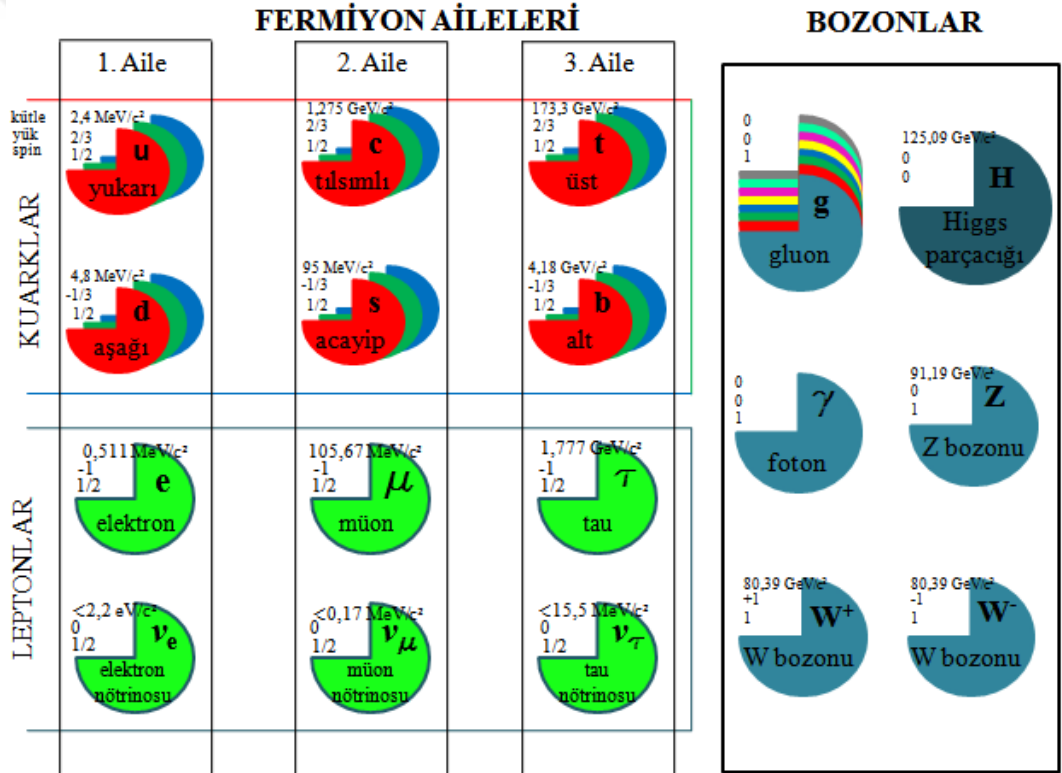 FERMİYON AİLELERİ
BOZONLAR
1. Aile
2. Aile
3. Aile
kütle
yük
spin
KUARKLAR
2,4 MeV/c²
2/3
1/2
u
yukarı
1,275 GeV/c²
2/3
1/2
c
tılsımlı
173,3 GeV/c²
2/3
1/2
t
üst
4,8 MeV/c²
-1/3
1/2
d
aşağı
95 MeV/c²
-1/3
1/2
s
acayip
4,18 GeV/c²
-1/3
1/2
b
alt
LEPTONLAR
0,511 MeV/c²
-1
1/2
e
elektron
105,67 MeV/c²
-1
1/2
μ
müon
1,777 GeV/c²
-1
1/2
τ
tau
<2,2 eV/c²
0
1/2
νe
elektron
nötrinosu
<0,17 MeV/c²
0
1/2
νμ
müon
nötrinosu
<15,5 MeV/c²
0
1/2
ντ
tau
nötrinosu
0
0
1
g
gluon
125,09 GeV/c²
0
0
H
Higgs
parçacığı
0
0
1
γ
foton
91,19 GeV/c²
0
1
Z
Z bozonu
80,39 GeV/c²
+1
1
W⁺
W bozonu
80,39 GeV/c²
-1
1
W⁻
W bozonu